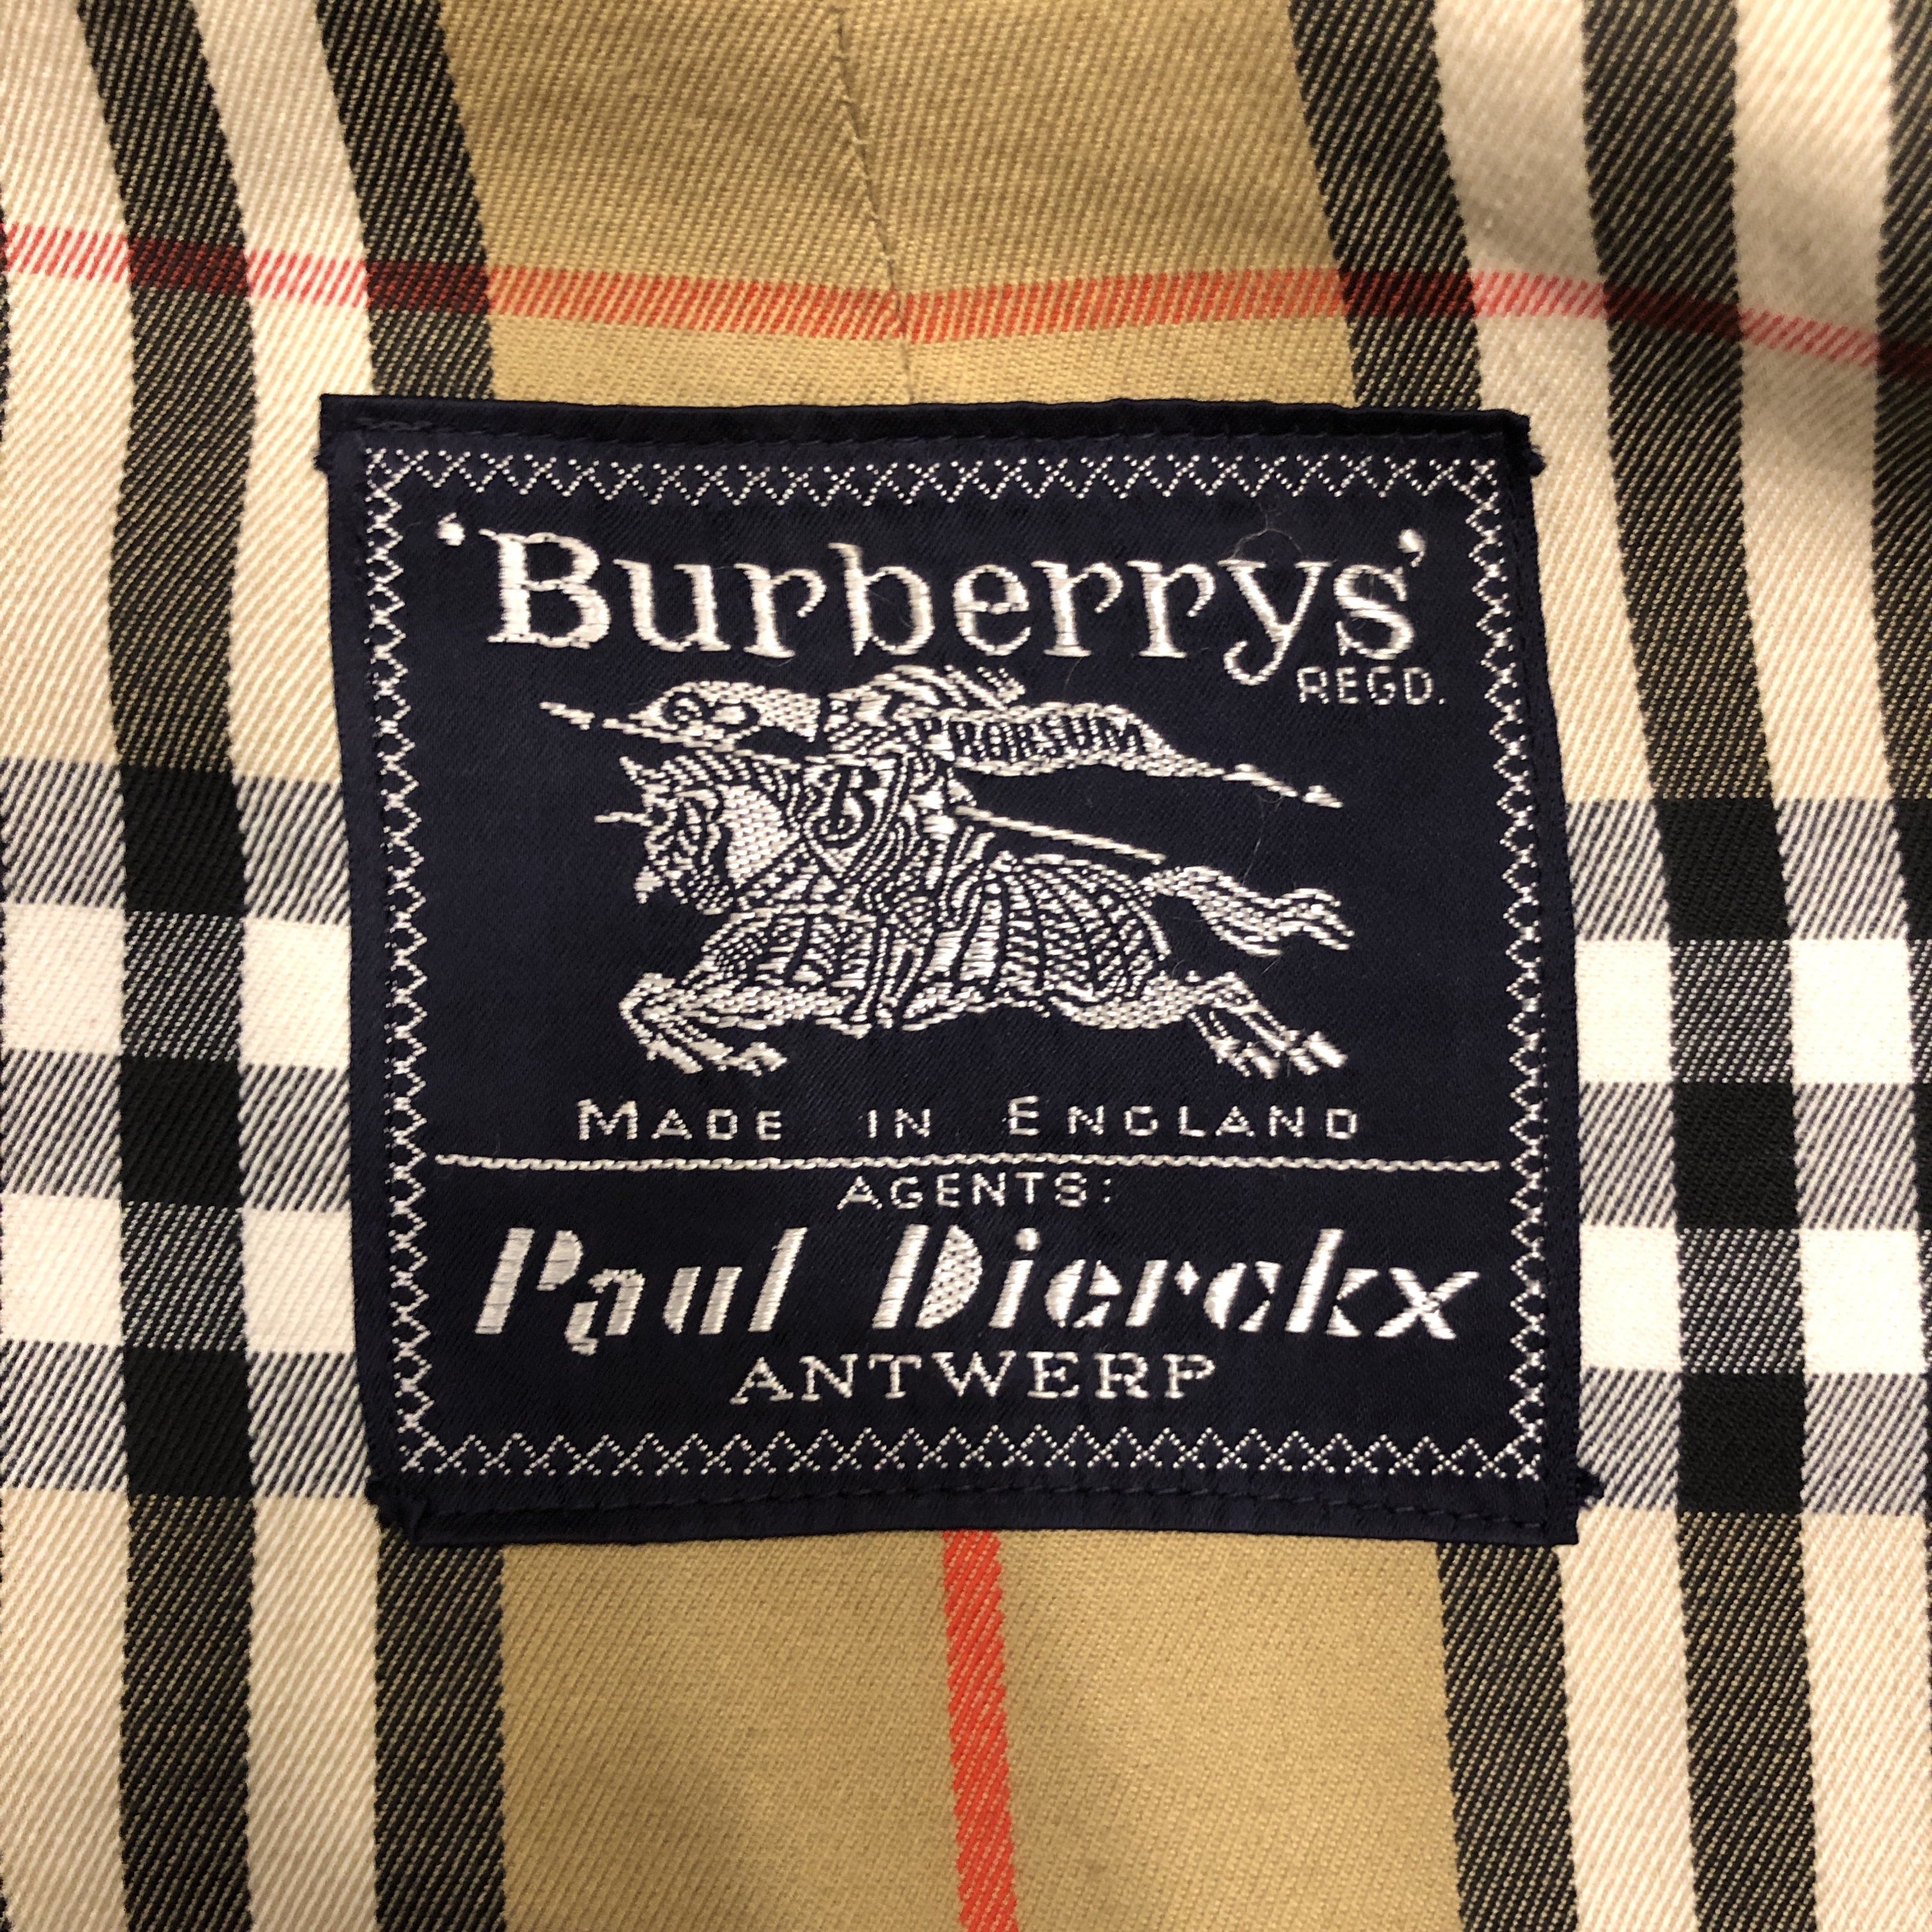 'Burberrys'
REGD.
PRORSUM
B
MADE IN ENGLAND
AGENTS:
Paul Dierckx
ANTWERP